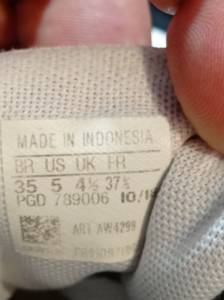 MADE IN INDONESIA
BR US UK FR
35 5 4½ 37⅓
PGD 789006 10/1
ART AW4299